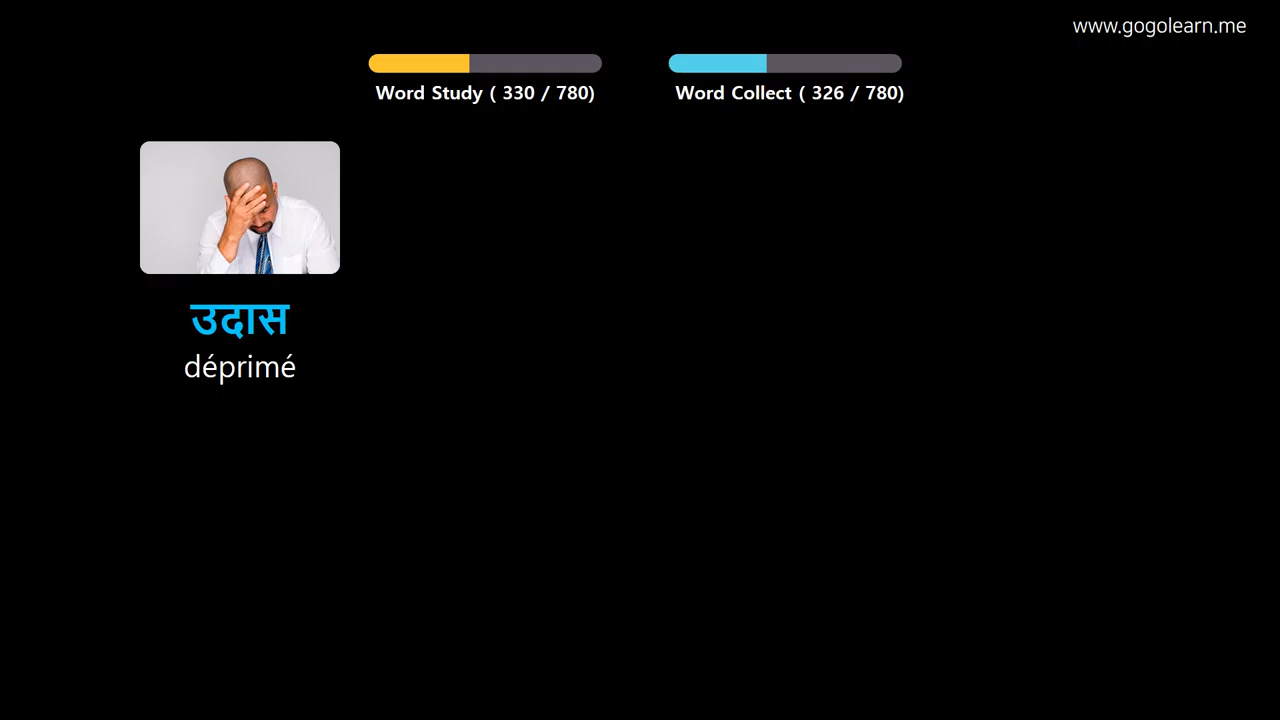 www.gogolearn.me
Word Study ( 330 / 780)
Word Collect ( 326 / 780)
उदास
déprimé